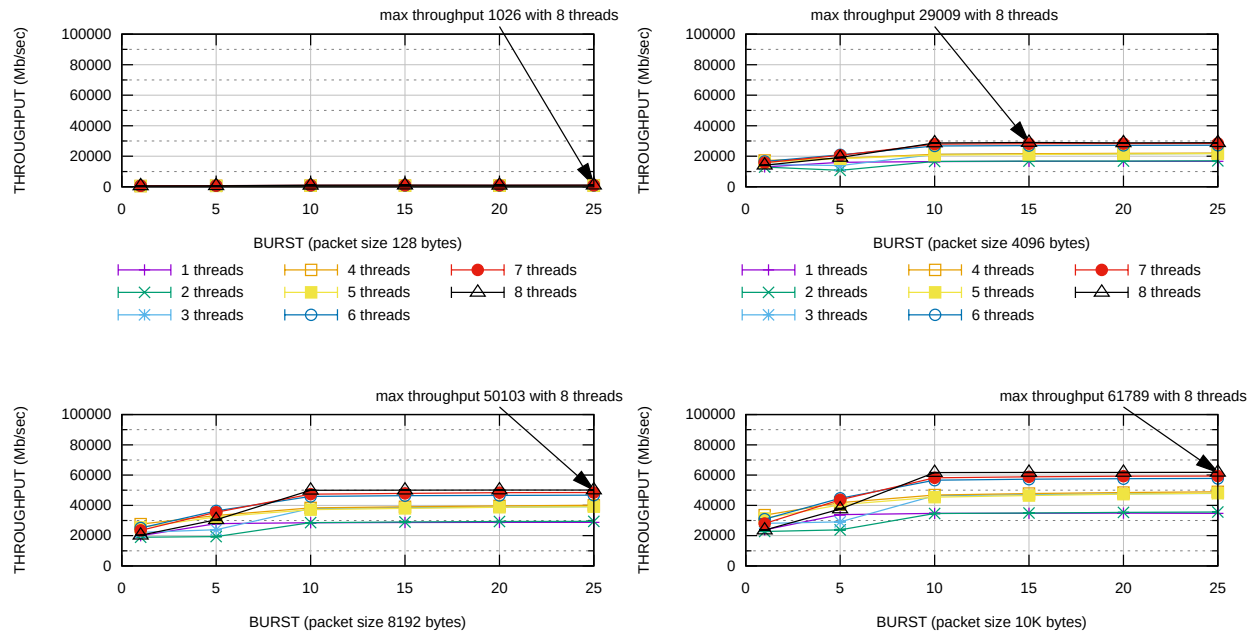 max throughput 1026 with 8 threads
THROUGHPUT (Mb/sec)
100000
80000
60000
40000
20000
0
0 5 10 15 20 25
BURST (packet size 128 bytes)
1 threads 4 threads 7 threads
2 threads 5 threads 8 threads
3 threads 6 threads
max throughput 29009 with 8 threads
THROUGHPUT (Mb/sec)
100000
80000
60000
40000
20000
0
0 5 10 15 20 25
BURST (packet size 4096 bytes)
1 threads 4 threads 7 threads
2 threads 5 threads 8 threads
3 threads 6 threads
max throughput 50103 with 8 threads
THROUGHPUT (Mb/sec)
100000
80000
60000
40000
20000
0
0 5 10 15 20 25
BURST (packet size 8192 bytes)
max throughput 61789 with 8 threads
THROUGHPUT (Mb/sec)
100000
80000
60000
40000
20000
0
0 5 10 15 20 25
BURST (packet size 10K bytes)